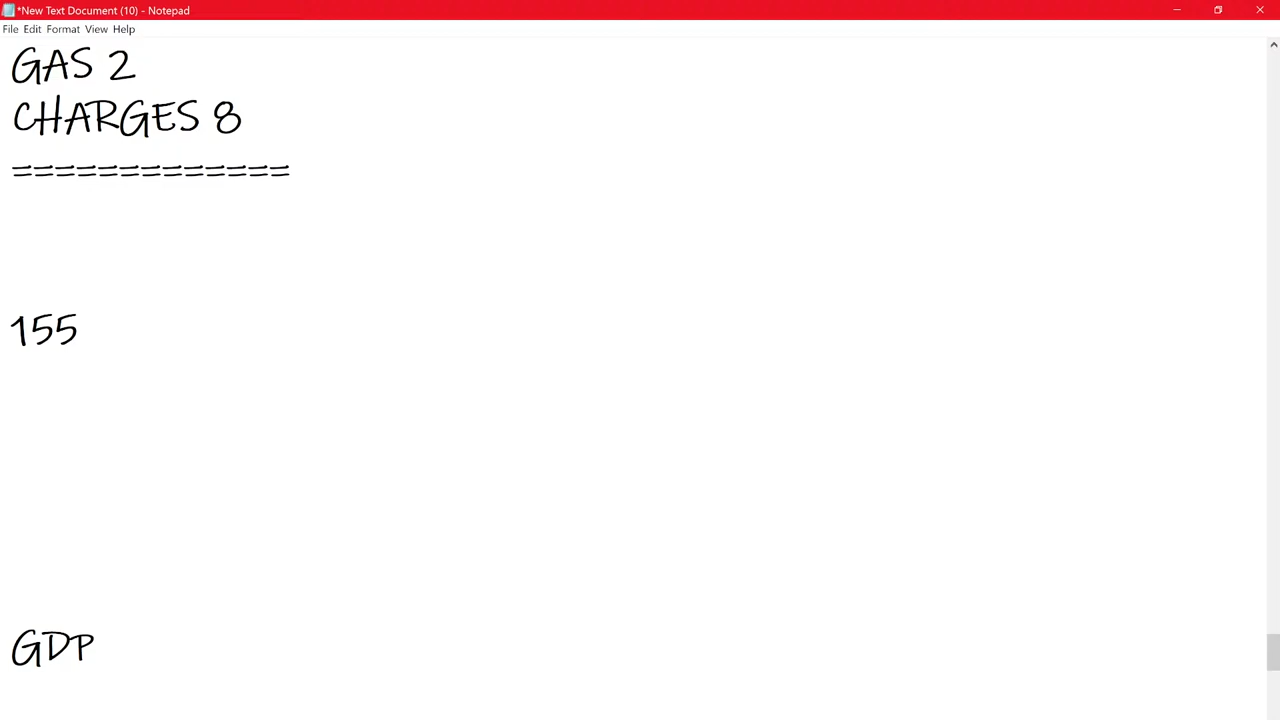 *New Text Document (10) - Notepad
File Edit Format View Help
GAS 2
CHARGES 8
=============
155
GDP